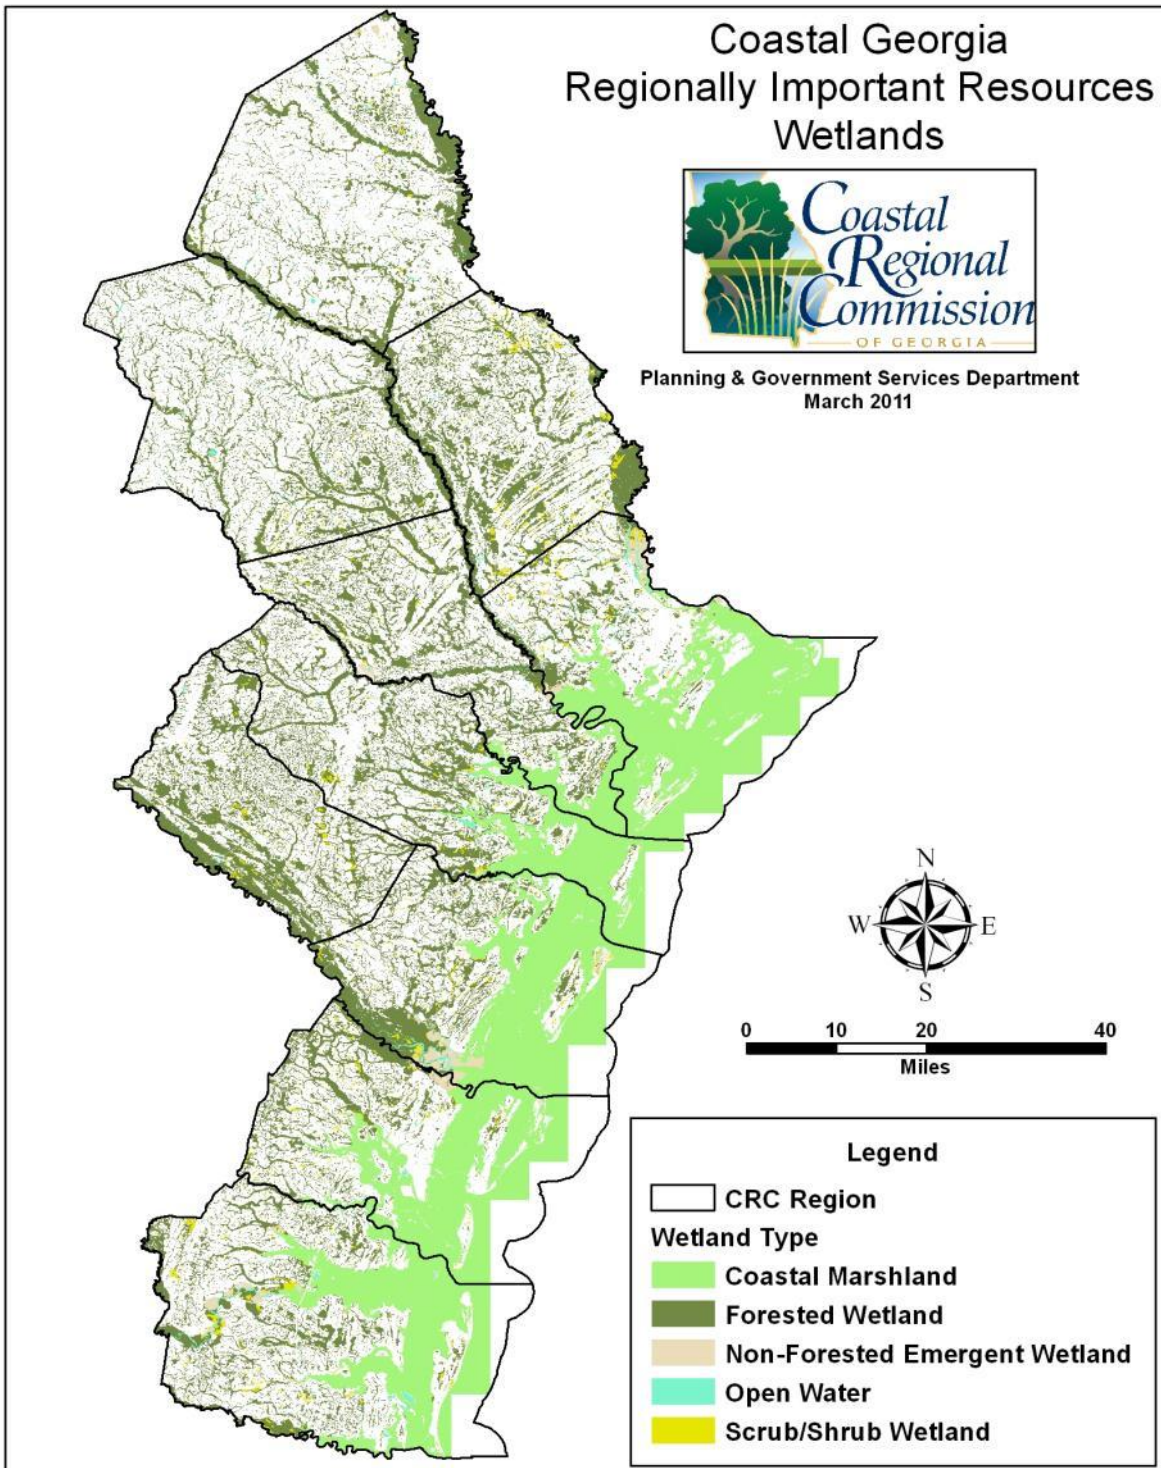 Coastal Georgia
Regionally Important Resources
Wetlands
Coastal
Regional
Commission
OF GEORGIA
Planning & Government Services Department
March 2011
N
W E
S
0 10 20 40
Miles
Legend
CRC Region
Wetland Type
Coastal Marshland
Forested Wetland
Non-Forested Emergent Wetland
Open Water
Scrub/Shrub Wetland